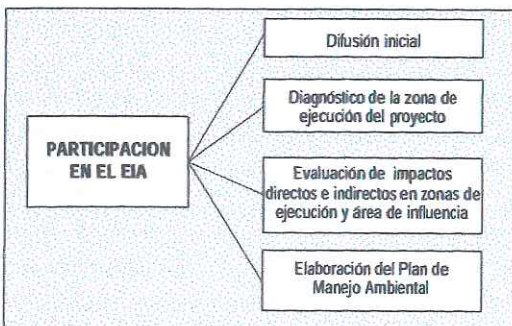 Difusión inicial
Diagnóstico de la zona de
ejecución del proyecto
PARTICIPACION
EN EL EIA
Evaluación de impactos
directos e indirectos en zonas de
ejecución y área de influencia
Elaboración del Plan de
Manejo Ambiental